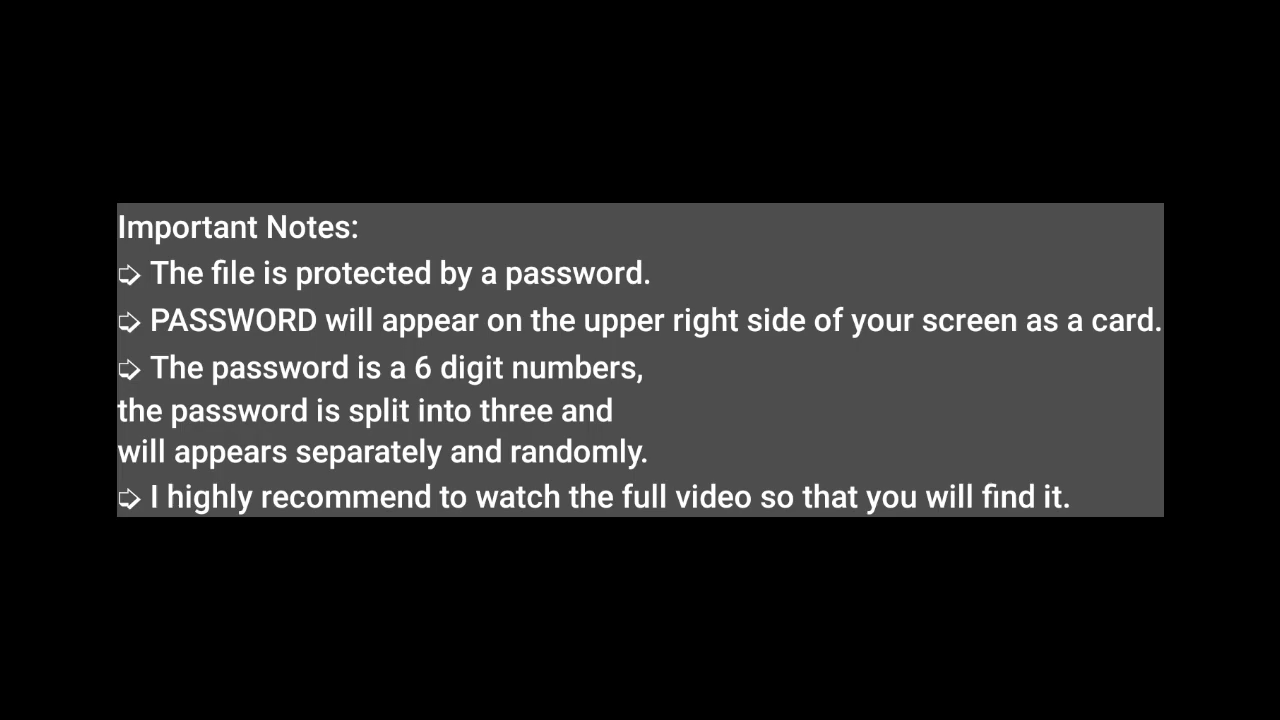 Important Notes:
➩ The file is protected by a password.
➩ PASSWORD will appear on the upper right side of your screen as a card.
➩ The password is a 6 digit numbers,
the password is split into three and
will appears separately and randomly.
➩ I highly recommend to watch the full video so that you will find it.